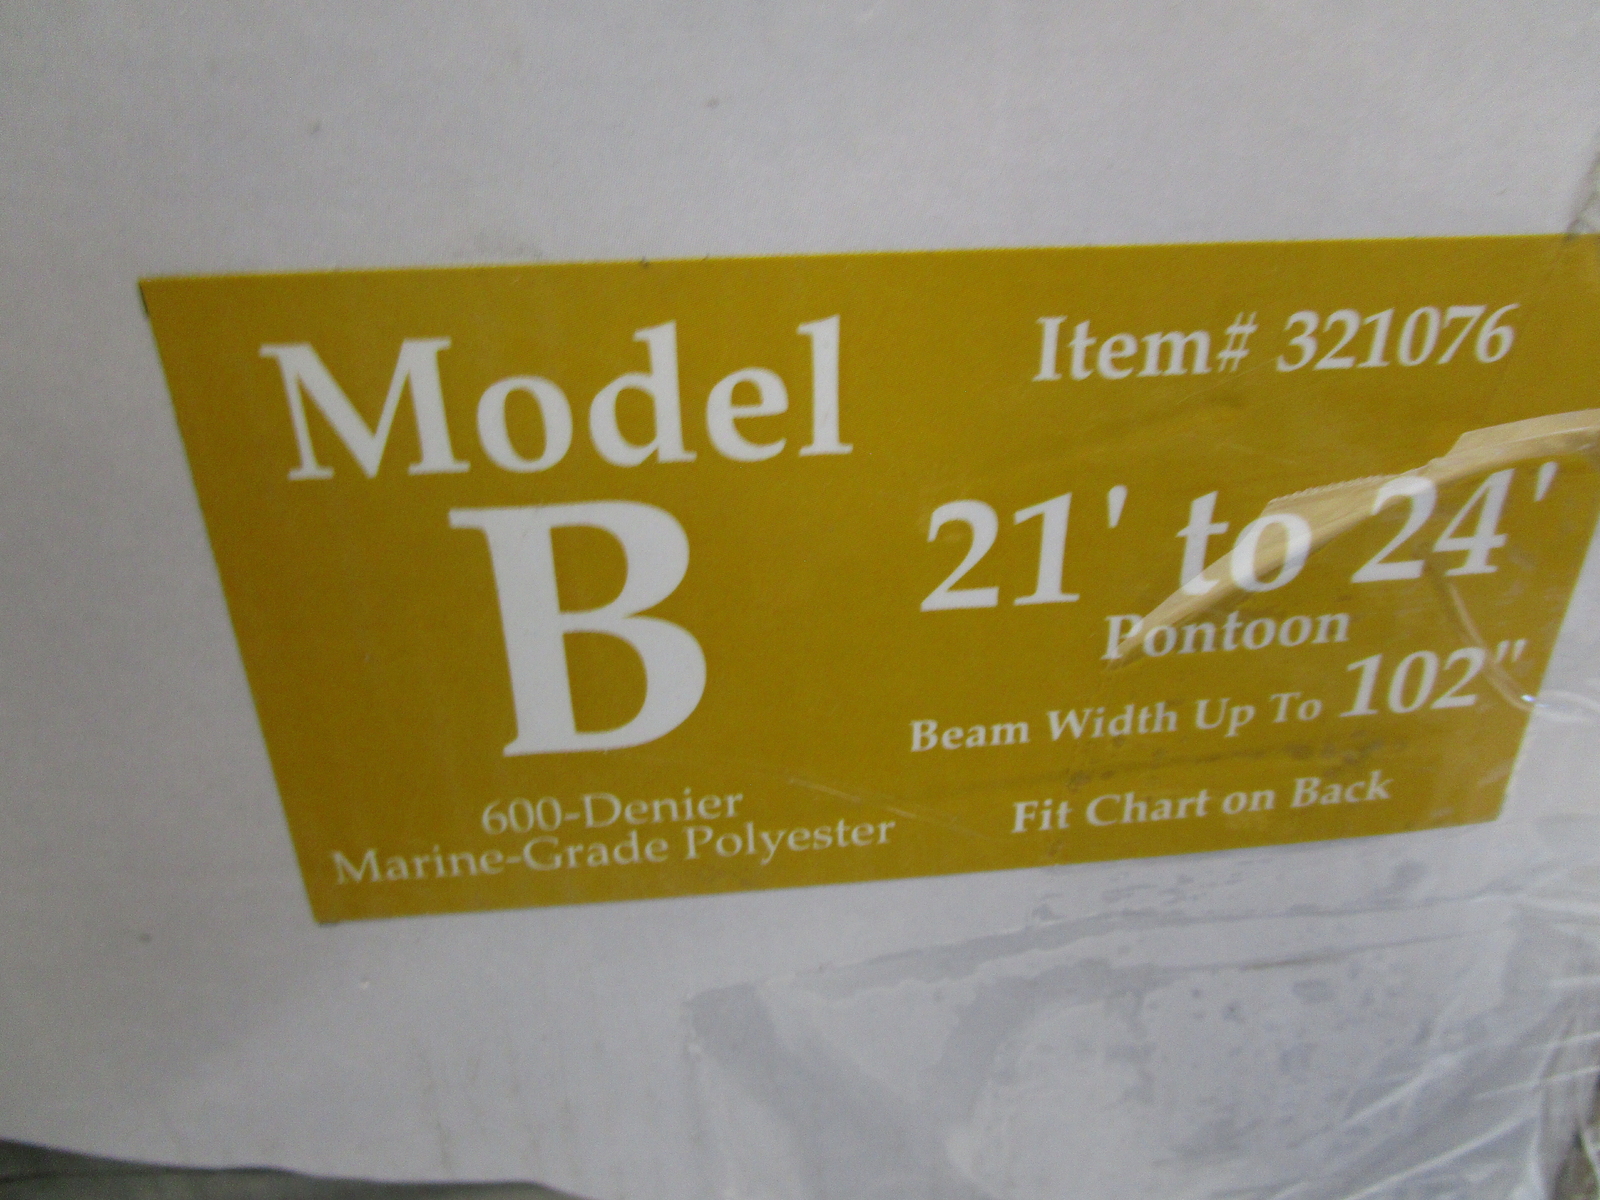 Model
B
600-Denier
Marine-Grade Polyester
Item# 321076
21' to 24'
Pontoon
Beam Width Up To 102"
Fit Chart on Back